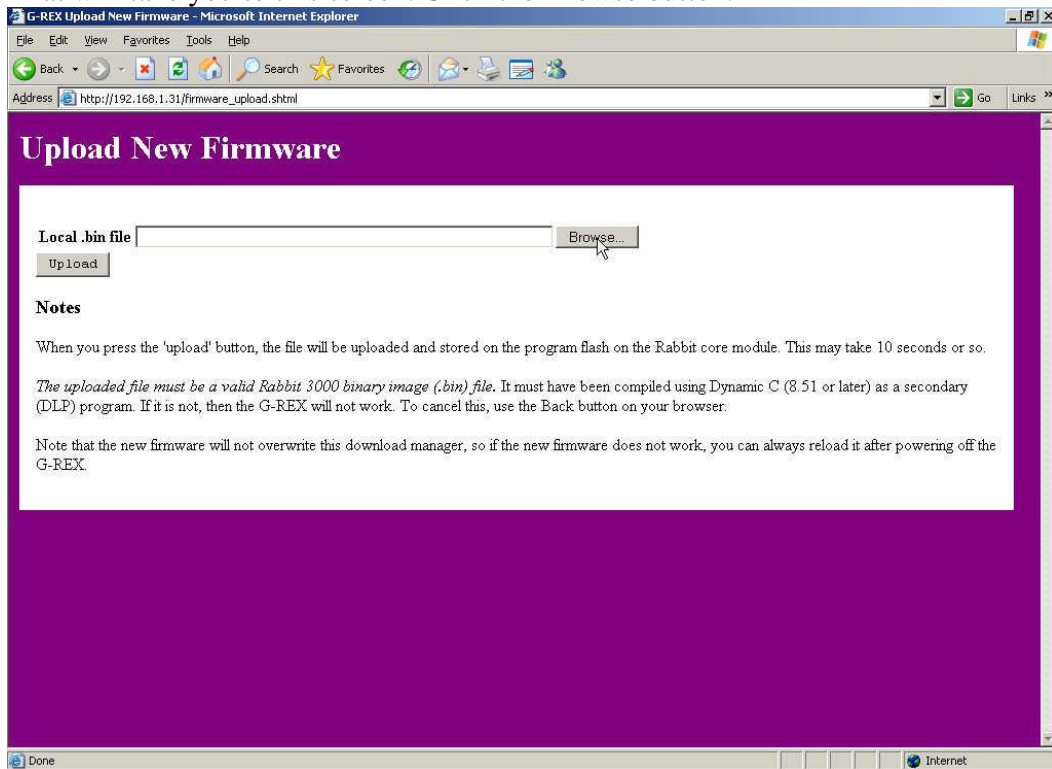 G-REX Upload New Firmware - Microsoft Internet Explorer
File Edit View Favorites Tools Help
Back Search Favorites
Address http://192.168.1.31/firmware_upload.shtml Go Links »
Upload New Firmware
Local .bin file Browse...
Upload
Notes
When you press the 'upload' button, the file will be uploaded and stored on the program flash on the Rabbit core module. This may take 10 seconds or so.
The uploaded file must be a valid Rabbit 3000 binary image (.bin) file. It must have been compiled using Dynamic C (8.51 or later) as a secondary
(DLP) program. If it is not, then the G-REX will not work. To cancel this, use the Back button on your browser.
Note that the new firmware will not overwrite this download manager, so if the new firmware does not work, you can always reload it after powering off the
G-REX.
Done Internet